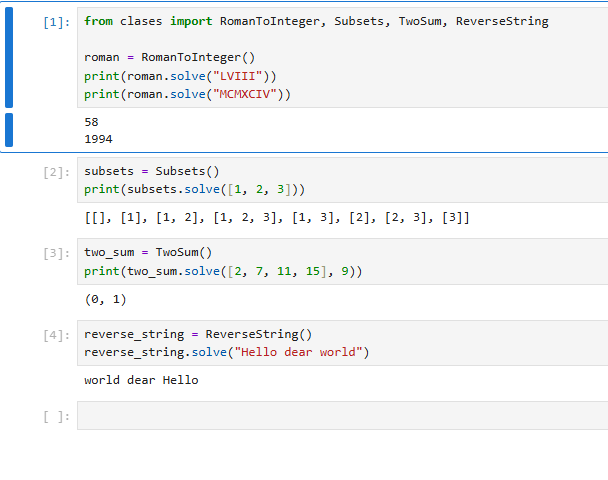 [1]: from clases import RomanToInteger, Subsets, TwoSum, ReverseString
roman = RomanToInteger()
print(roman.solve("LVIII"))
print(roman.solve("MCMXCIV"))
58
1994
[2]: subsets = Subsets()
print(subsets.solve([1, 2, 3]))
[[], [1], [1, 2], [1, 2, 3], [1, 3], [2], [2, 3], [3]]
[3]: two_sum = TwoSum()
print(two_sum.solve([2, 7, 11, 15], 9))
(0, 1)
[4]: reverse_string = ReverseString()
reverse_string.solve("Hello dear world")
world dear Hello
[ ]: